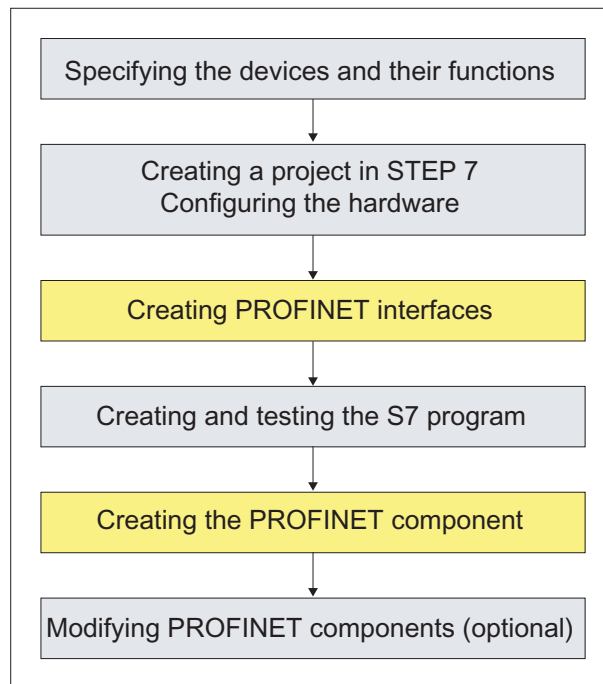 Specifying the devices and their functions
Creating a project in STEP 7
Configuring the hardware
Creating PROFINET interfaces
Creating and testing the S7 program
Creating the PROFINET component
Modifying PROFINET components (optional)